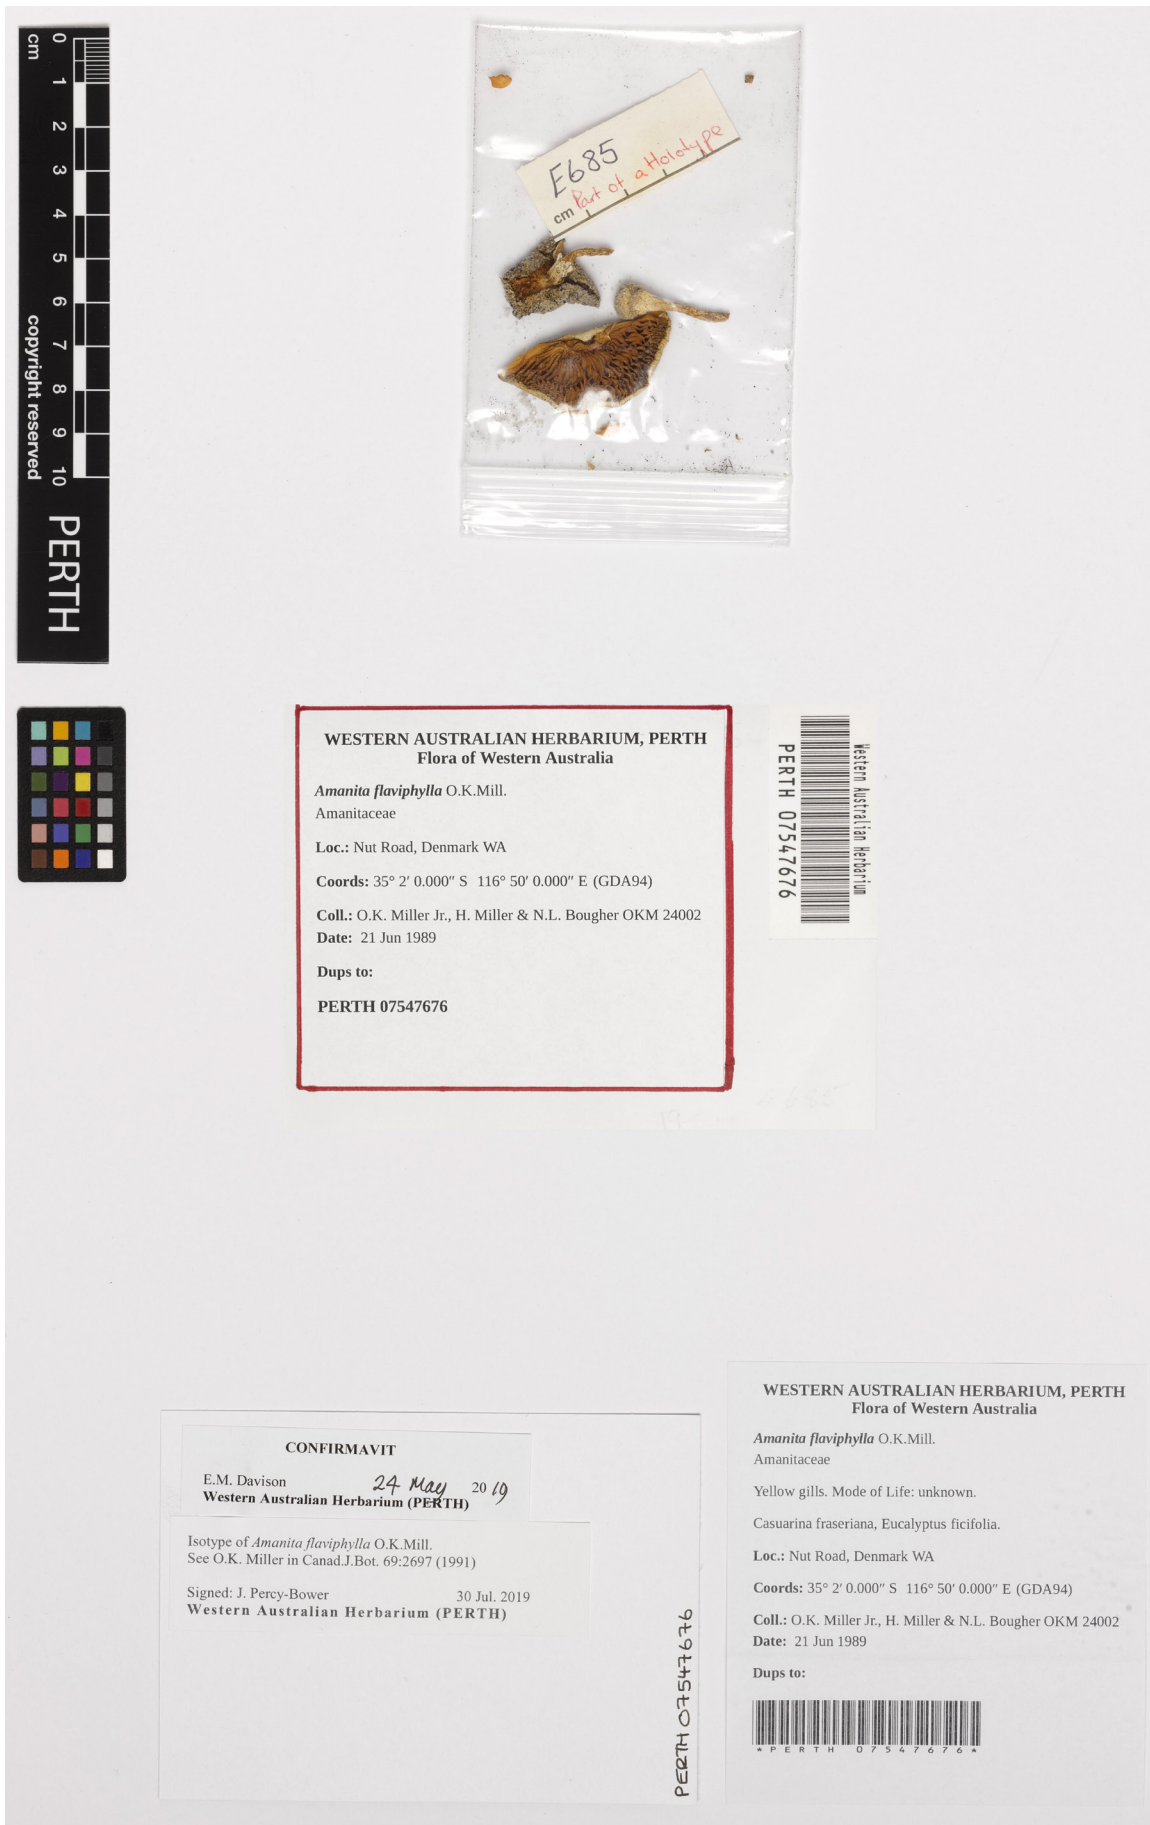 cm
0
1
2
3
4
5
6
7
8
9
10
copyright reserved
PERTH
E685
Part of a Holotype
cm
WESTERN AUSTRALIAN HERBARIUM, PERTH
Flora of Western Australia
Amanita flaviphylla O.K.Mill.
Amanitaceae
Loc.: Nut Road, Denmark WA
Coords: 35° 2′ 0.000″ S 116° 50′ 0.000″ E (GDA94)
Coll.: O.K. Miller Jr., H. Miller & N.L. Bougher OKM 24002
Date: 21 Jun 1989
Dups to:
PERTH 07547676
Western Australian Herbarium
PERTH 07547676
CONFIRMAVIT
E.M. Davison 24 May 2019
Western Australian Herbarium (PERTH)
Isotype of Amanita flaviphylla O.K.Mill.
See O.K. Miller in Canad.J.Bot. 69:2697 (1991)
Signed: J. Percy-Bower 30 Jul. 2019
Western Australian Herbarium (PERTH)
PERTH 07547676
WESTERN AUSTRALIAN HERBARIUM, PERTH
Flora of Western Australia
Amanita flaviphylla O.K.Mill.
Amanitaceae
Yellow gills. Mode of Life: unknown.
Casuarina fraseriana, Eucalyptus ficifolia.
Loc.: Nut Road, Denmark WA
Coords: 35° 2′ 0.000″ S 116° 50′ 0.000″ E (GDA94)
Coll.: O.K. Miller Jr., H. Miller & N.L. Bougher OKM 24002
Date: 21 Jun 1989
Dups to:
*PERTH 07547676*